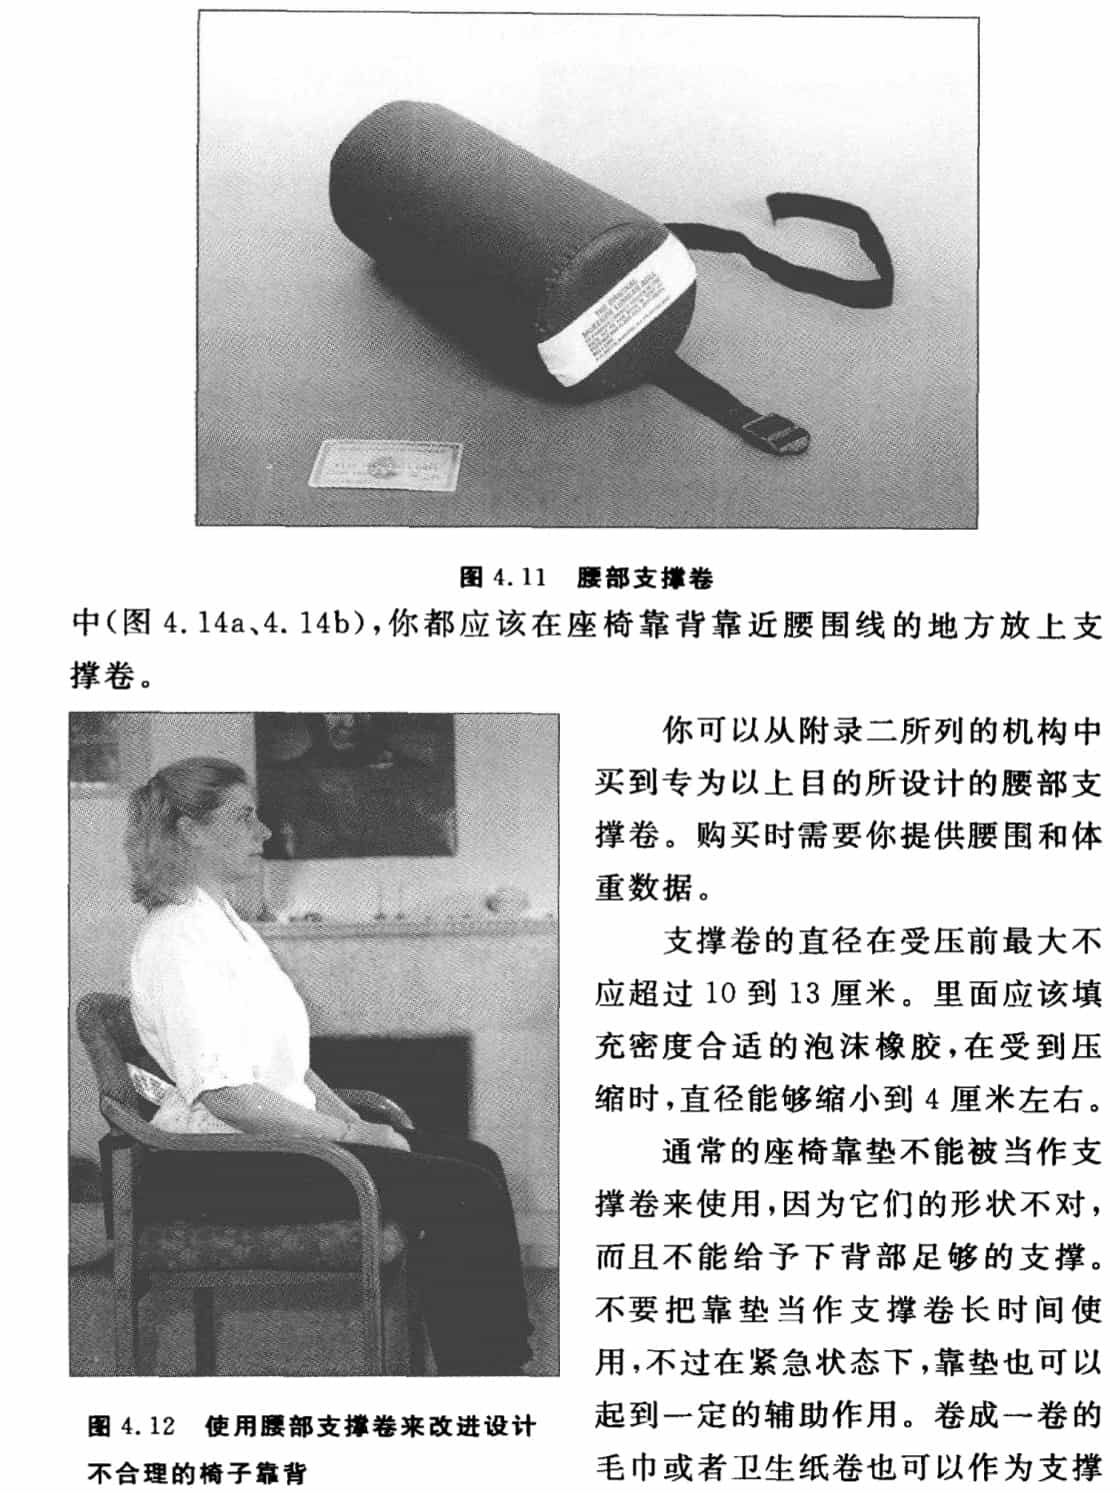 THE ORIGINAL
McKENZIE LUMBAR ROLL
图 4.11 腰部支撑卷
中(图 4.14a、4.14b),你都应该在座椅靠背靠近腰围线的地方放上支
撑卷。
你可以从附录二所列的机构中
买到专为以上目的所设计的腰部支
撑卷。购买时需要你提供腰围和体
重数据。
支撑卷的直径在受压前最大不
应超过 10 到 13 厘米。里面应该填
充密度合适的泡沫橡胶,在受到压
缩时,直径能够缩小到 4 厘米左右。
通常的座椅靠垫不能被当作支
撑卷来使用,因为它们的形状不对,
而且不能给予下背部足够的支撑。
不要把靠垫当作支撑卷长时间使
用,不过在紧急状态下,靠垫也可以
起到一定的辅助作用。卷成一卷的
毛巾或者卫生纸卷也可以作为支撑
图 4.12 使用腰部支撑卷来改进设计
不合理的椅子靠背